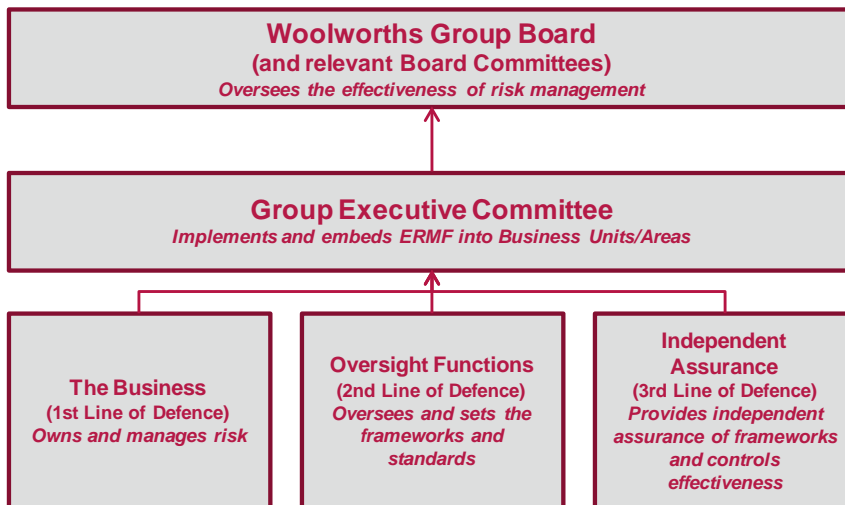 Woolworths Group Board
(and relevant Board Committees)
Oversees the effectiveness of risk management
Group Executive Committee
Implements and embeds ERMF into Business Units/Areas
The Business
(1st Line of Defence)
Owns and manages risk
Oversight Functions
(2nd Line of Defence)
Oversees and sets the
frameworks and
standards
Independent
Assurance
(3rd Line of Defence)
Provides independent
assurance of frameworks
and controls
effectiveness